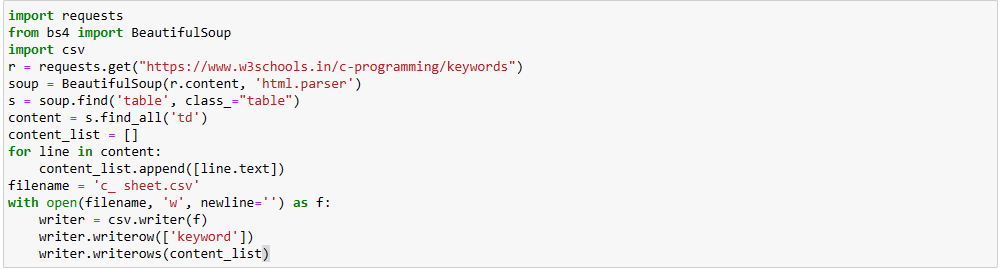 import requests
from bs4 import BeautifulSoup
import csv
r = requests.get("https://www.w3schools.in/c-programming/keywords")
soup = BeautifulSoup(r.content, 'html.parser')
s = soup.find('table', class_="table")
content = s.find_all('td')
content_list = []
for line in content:
    content_list.append([line.text])
filename = 'c_ sheet.csv'
with open(filename, 'w', newline='') as f:
    writer = csv.writer(f)
    writer.writerow(['keyword'])
    writer.writerows(content_list)